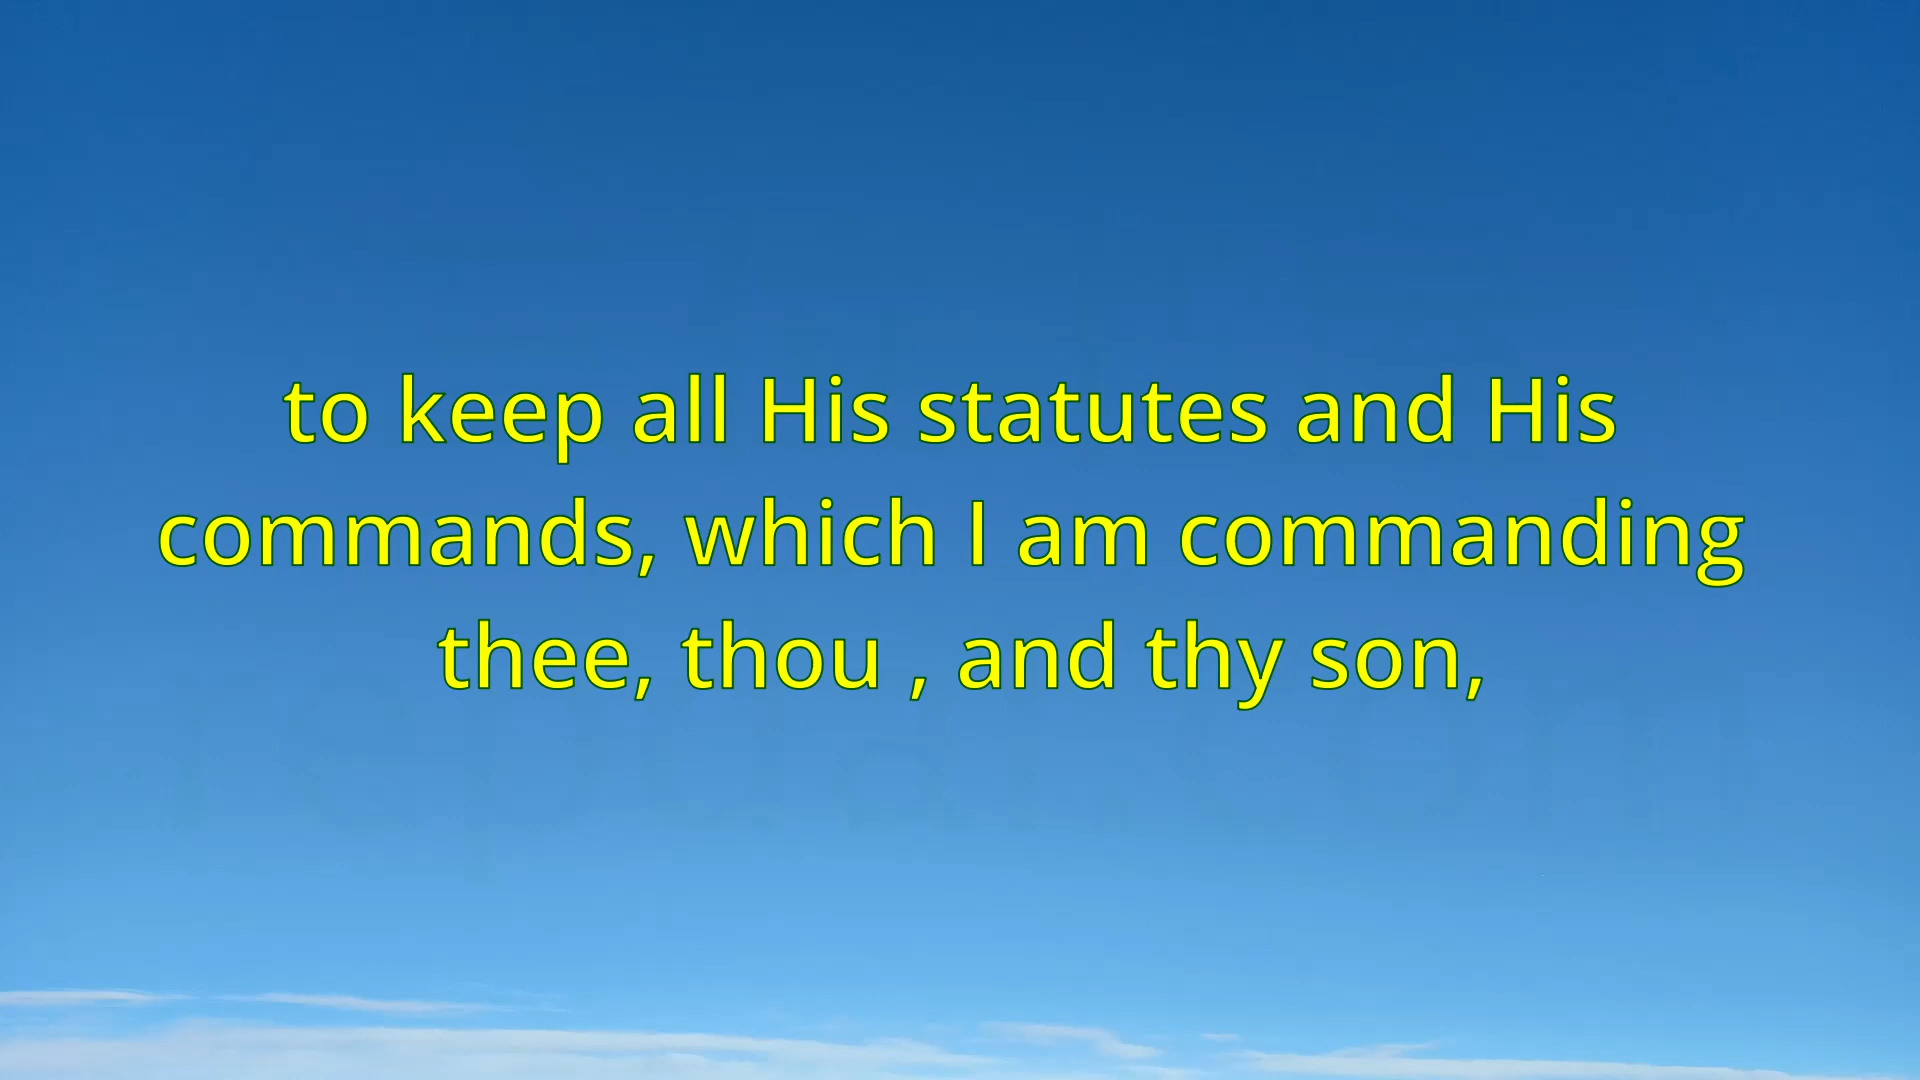 to keep all His statutes and His
commands, which I am commanding
thee, thou , and thy son,